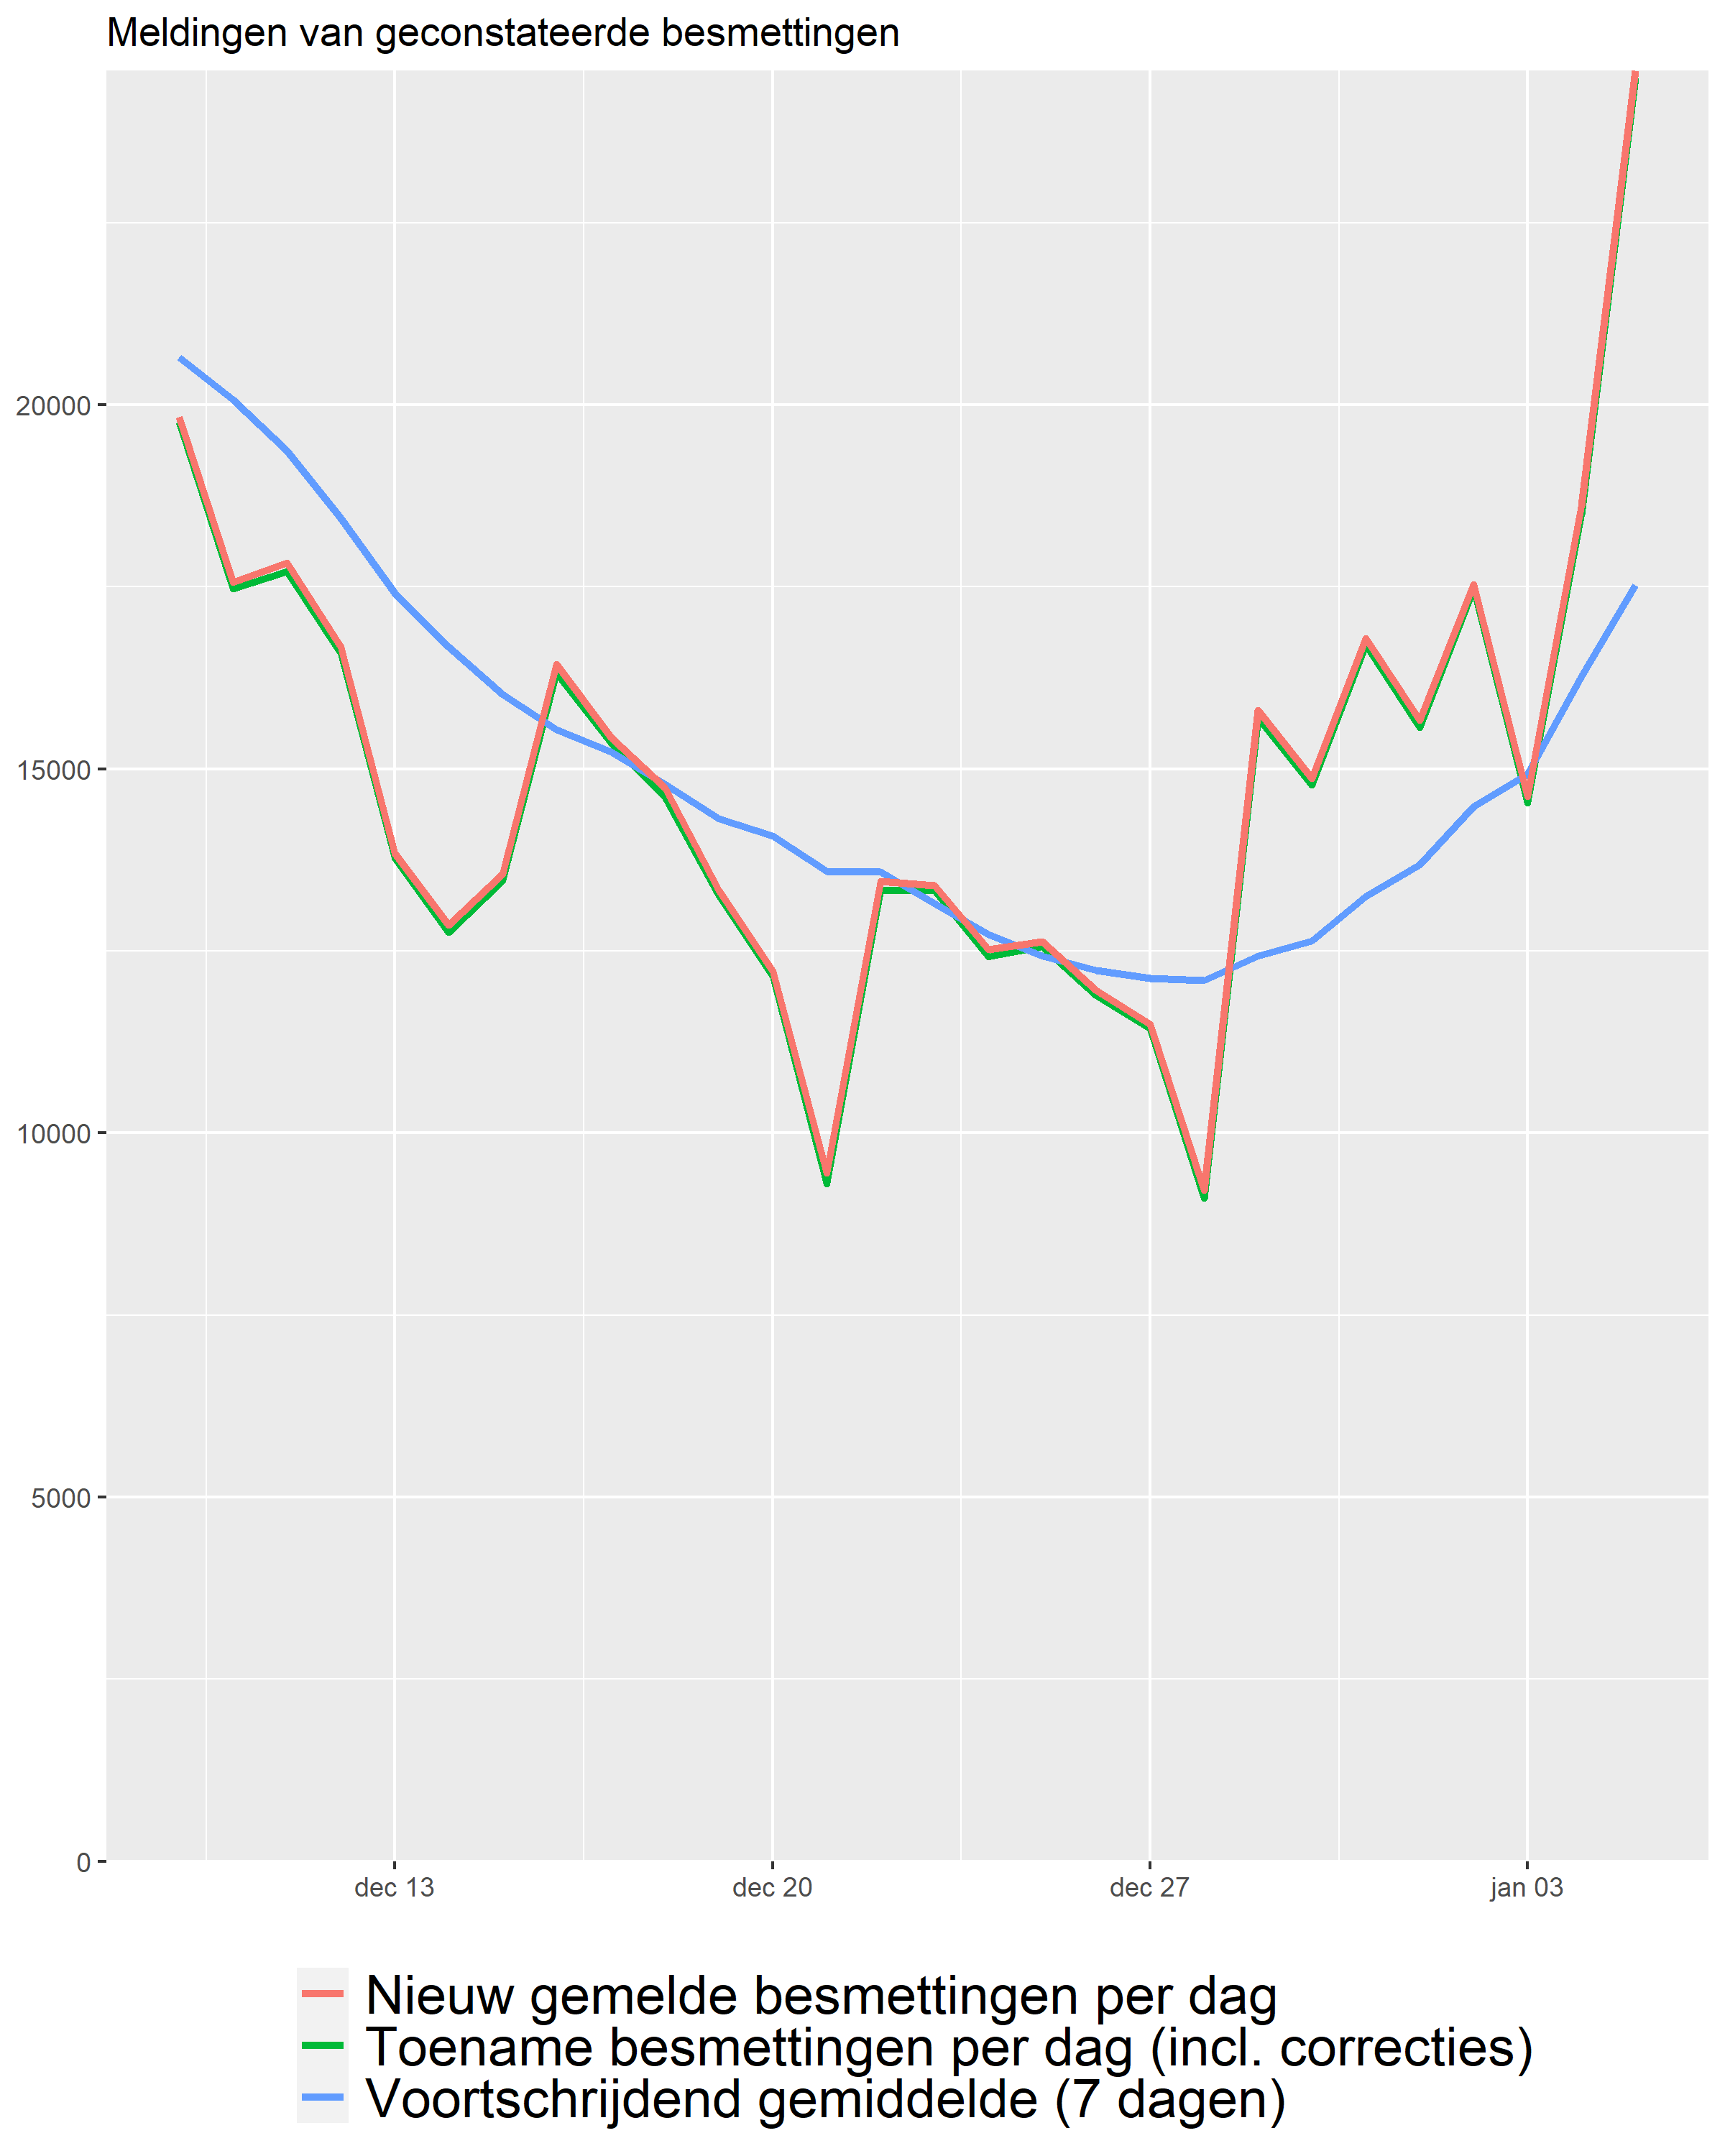 Meldingen van geconstateerde besmettingen
20000
15000
10000
5000
0
dec 13 dec 20 dec 27 jan 03
Nieuw gemelde besmettingen per dag
Toename besmettingen per dag (incl. correcties)
Voortschrijdend gemiddelde (7 dagen)